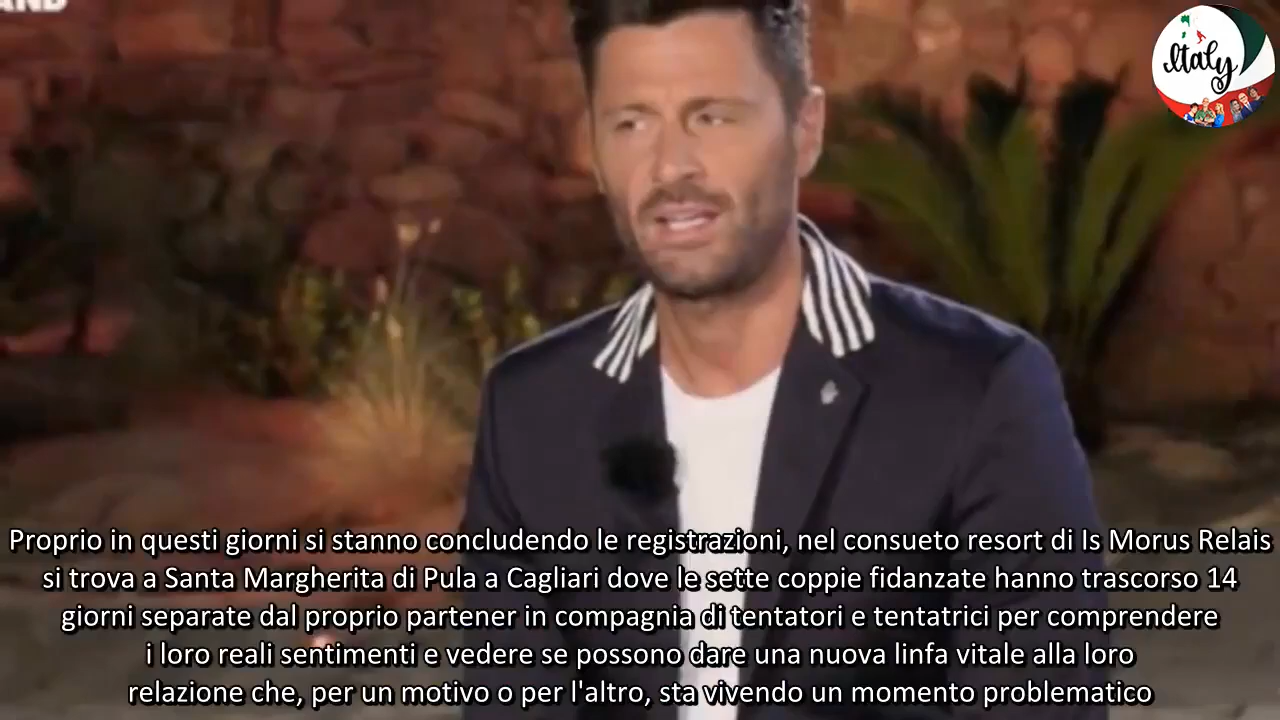 AND
Italy
Proprio in questi giorni si stanno concludendo le registrazioni, nel consueto resort di Is Morus Relais
si trova a Santa Margherita di Pula a Cagliari dove le sette coppie fidanzate hanno trascorso 14
giorni separate dal proprio partener in compagnia di tentatori e tentatrici per comprendere
i loro reali sentimenti e vedere se possono dare una nuova linfa vitale alla loro
relazione che, per un motivo o per l'altro, sta vivendo un momento problematico